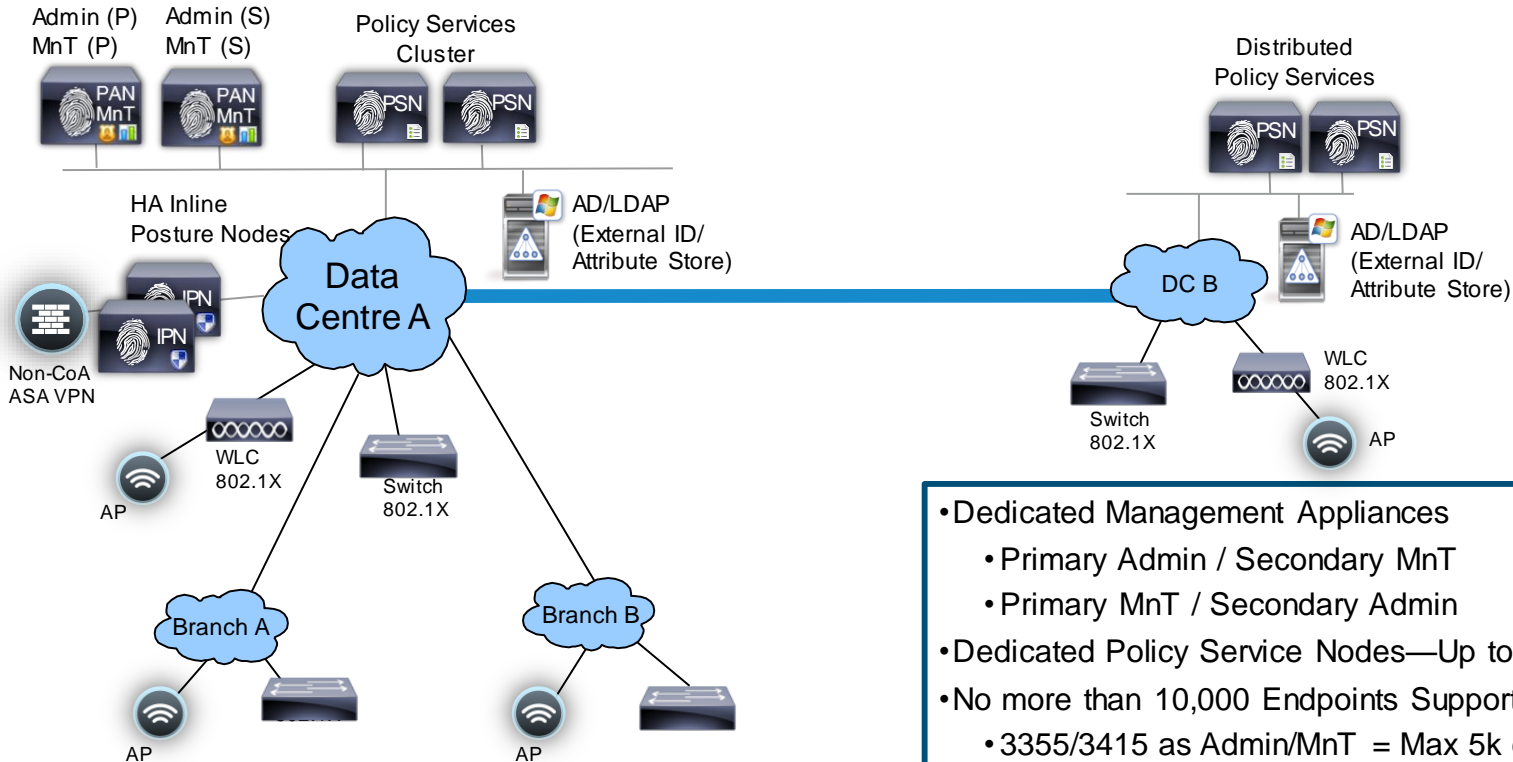 Admin (P)
MnT (P)
Admin (S)
MnT (S)
Policy Services
Cluster
Distributed
Policy Services
PAN
MnT
PAN
MnT
PSN
PSN
PSN
PSN
HA Inline
Posture Nodes
AD/LDAP
(External ID/
Attribute Store)
AD/LDAP
(External ID/
Attribute Store)
IPN
IPN
Data
Centre A
DC B
Non-CoA
ASA VPN
WLC
802.1X
AP
Switch
802.1X
Switch
802.1X
WLC
802.1X
AP
Branch A
Branch B
AP
AP
•Dedicated Management Appliances
•Primary Admin / Secondary MnT
•Primary MnT / Secondary Admin
•Dedicated Policy Service Nodes—Up to
•No more than 10,000 Endpoints Support
•3355/3415 as Admin/MnT = Max 5k